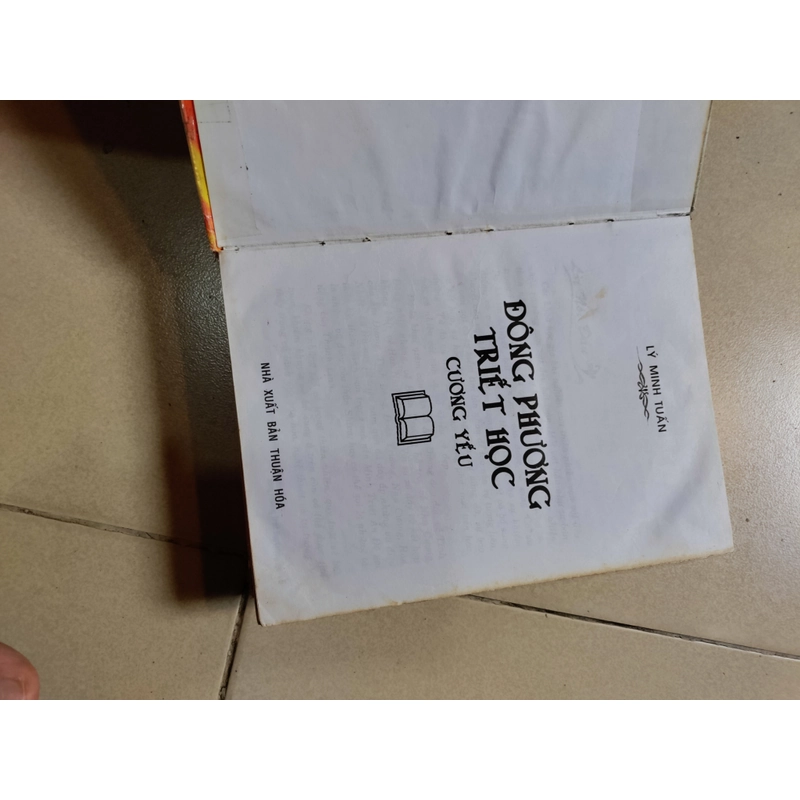 LÝ MINH TUẤN
ĐÔNG PHƯƠNG
TRIẾT HỌC
CƯƠNG YẾU
NHÀ XUẤT BẢN THUẬN HÓA